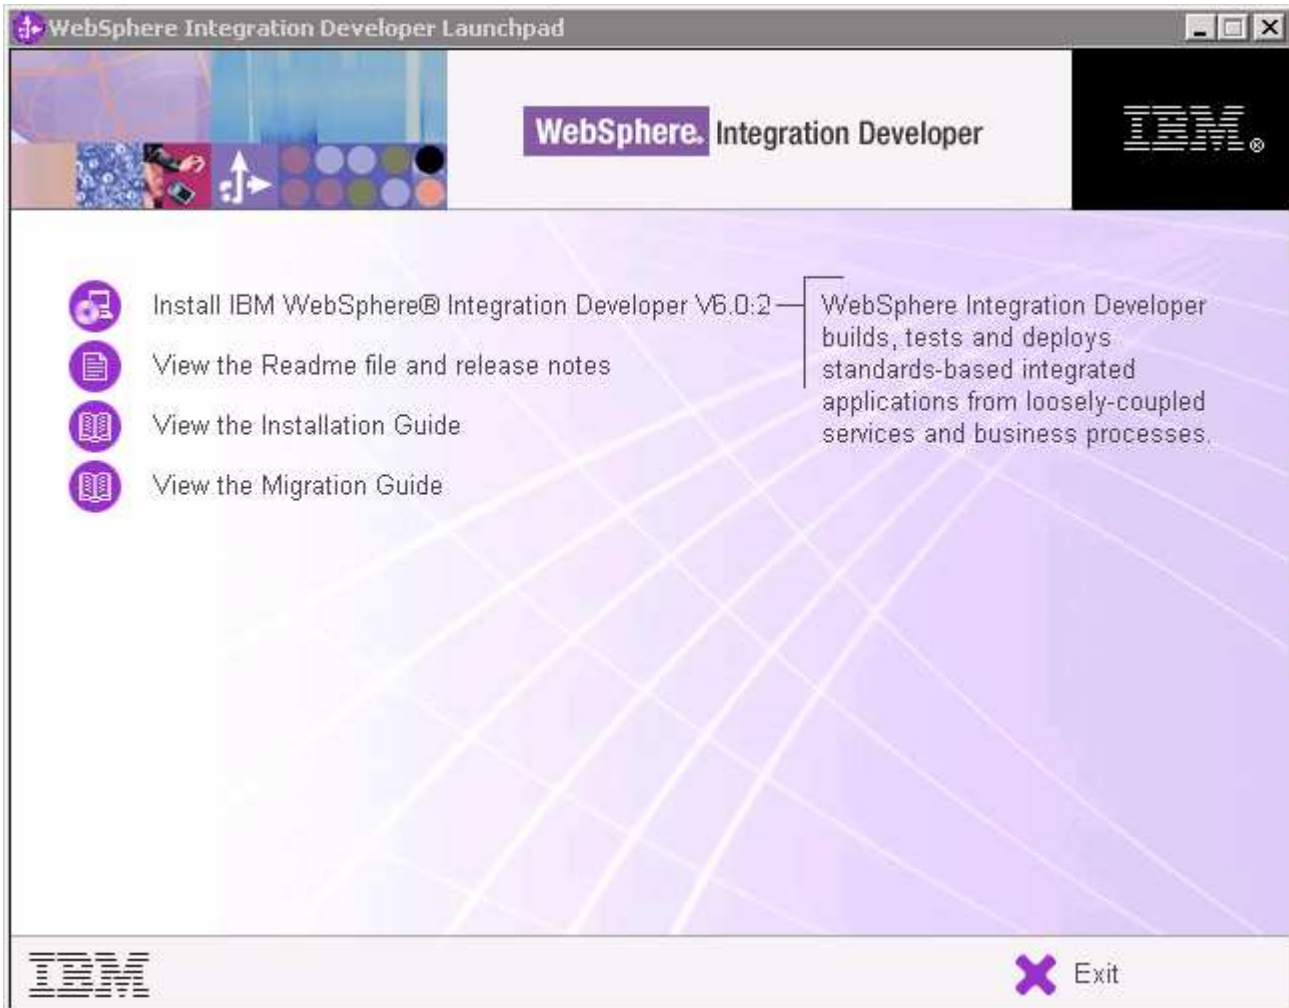 WebSphere Integration Developer Launchpad
WebSphere. Integration Developer
IBM®
Install IBM WebSphere® Integration Developer V6.0:2
View the Readme file and release notes
View the Installation Guide
View the Migration Guide
WebSphere Integration Developer
builds, tests and deploys
standards-based integrated
applications from loosely-coupled
services and business processes.
IBM
Exit